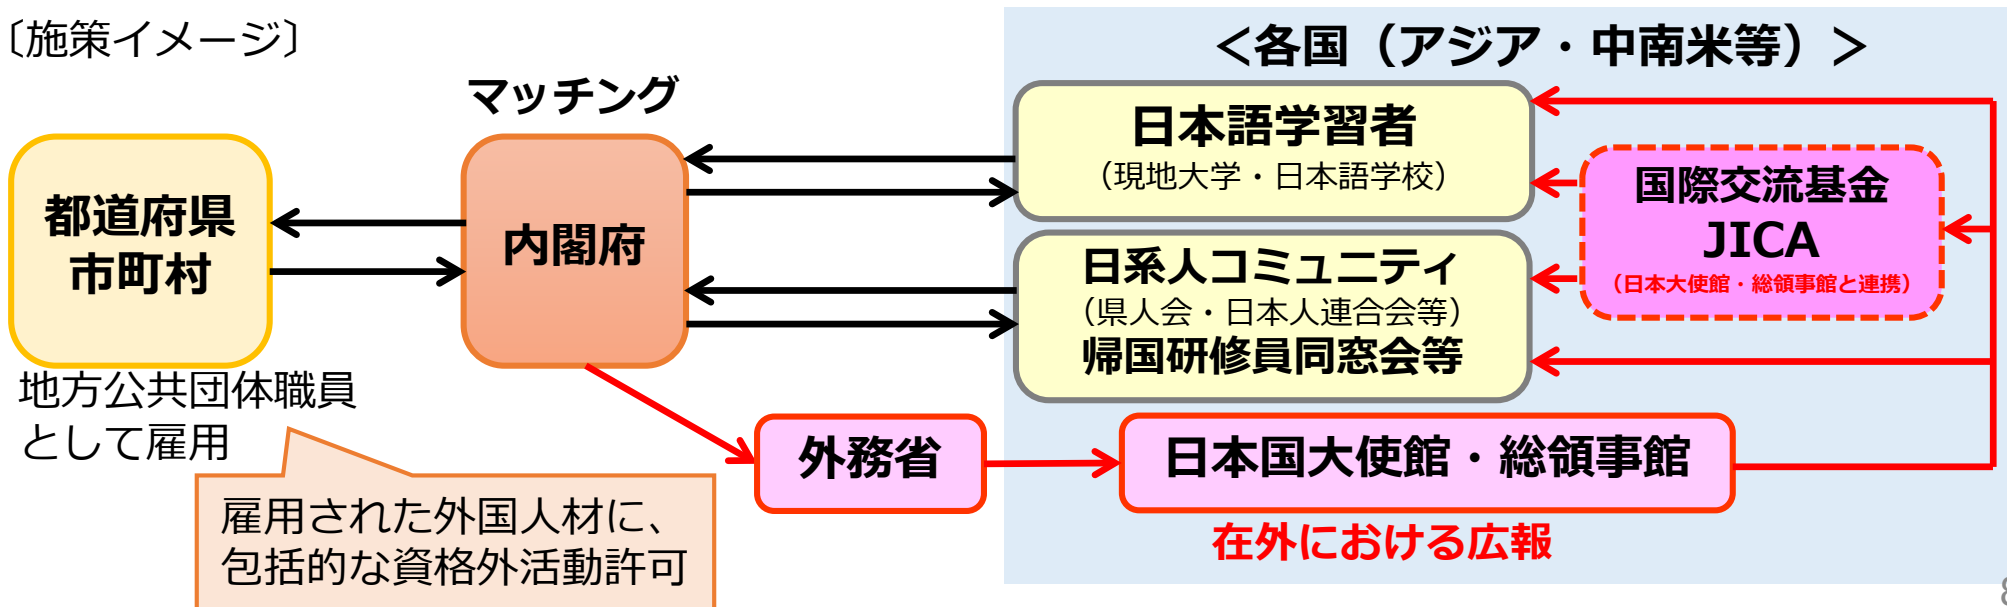 〔施策イメージ〕
＜各国（アジア・中南米等）＞
マッチング
都道府県
市町村
内閣府
日本語学習者
（現地大学・日本語学校）
国際交流基金
JICA
（日本大使館・総領事館と連携）
日系人コミュニティ
（県人会・日本人連合会等）
帰国研修員同窓会等
地方公共団体職員
として雇用
外務省
日本国大使館・総領事館
雇用された外国人材に、
包括的な資格外活動許可
在外における広報